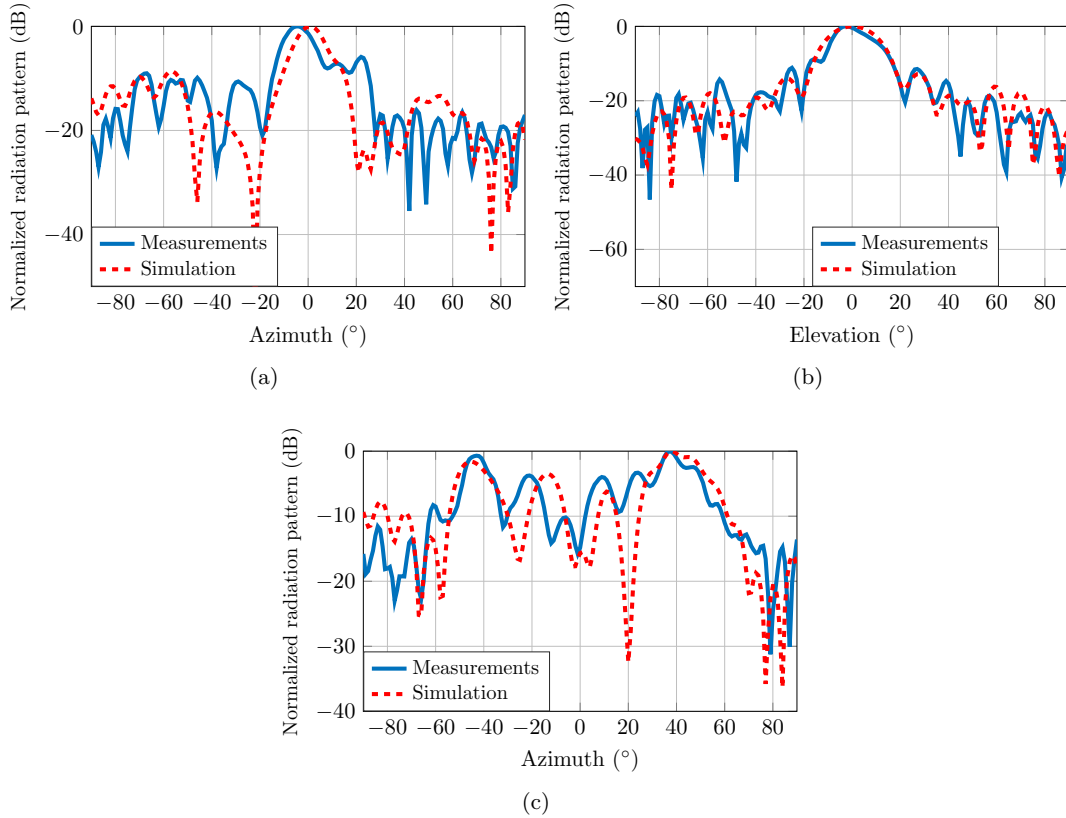 Normalized radiation pattern (dB)
0
−20
−40
Measurements
Simulation
−80 −60 −40 −20 0 20 40 60 80
Azimuth (°)
(a)
Normalized radiation pattern (dB)
0
−20
−40
−60
Measurements
Simulation
−80 −60 −40 −20 0 20 40 60 80
Elevation (°)
(b)
Normalized radiation pattern (dB)
0
−10
−20
−30
−40
Measurements
Simulation
−80 −60 −40 −20 0 20 40 60 80
Azimuth (°)
(c)